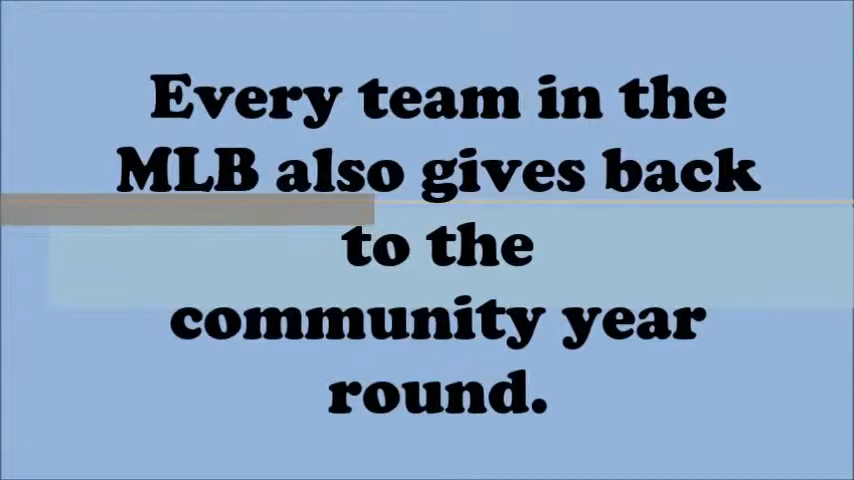 Every team in the
MLB also gives back
to the
community year
round.